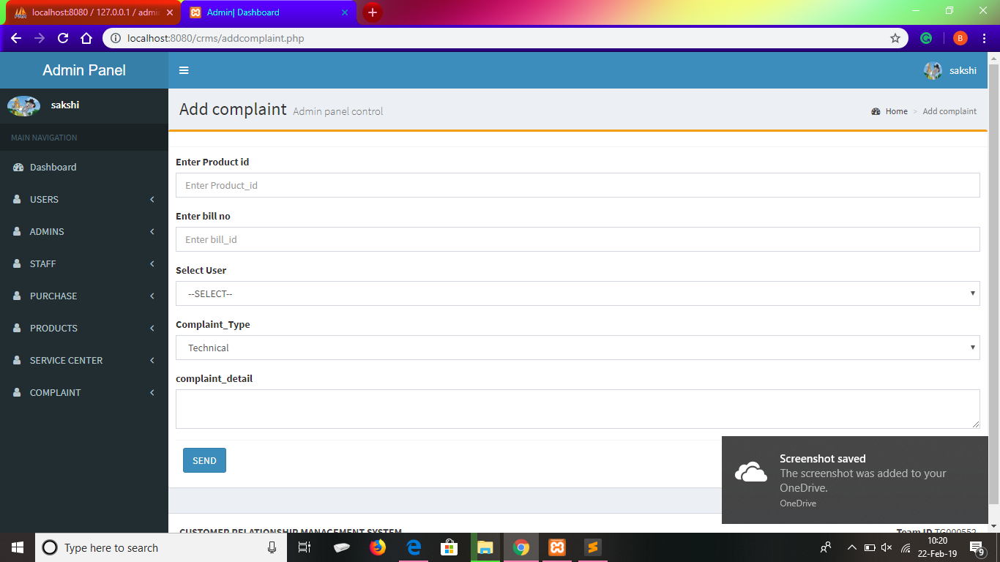 localhost:8080 / 127.0.0.1 / admi
Admin| Dashboard
localhost:8080/crms/addcomplaint.php
B
Admin Panel
sakshi
sakshi
Add complaint Admin panel control
Home > Add complaint
MAIN NAVIGATION
Dashboard
USERS
ADMINS
STAFF
PURCHASE
PRODUCTS
SERVICE CENTER
COMPLAINT
Enter Product id
Enter Product_id
Enter bill no
Enter bill_id
Select User
--SELECT--
Complaint_Type
Technical
complaint_detail
SEND
Screenshot saved
The screenshot was added to your
OneDrive.
OneDrive
CUSTOMER RELATIONSHIP MANAGEMENT SYSTEM
Team ID TG000552
Type here to search
10:20
22-Feb-19
9